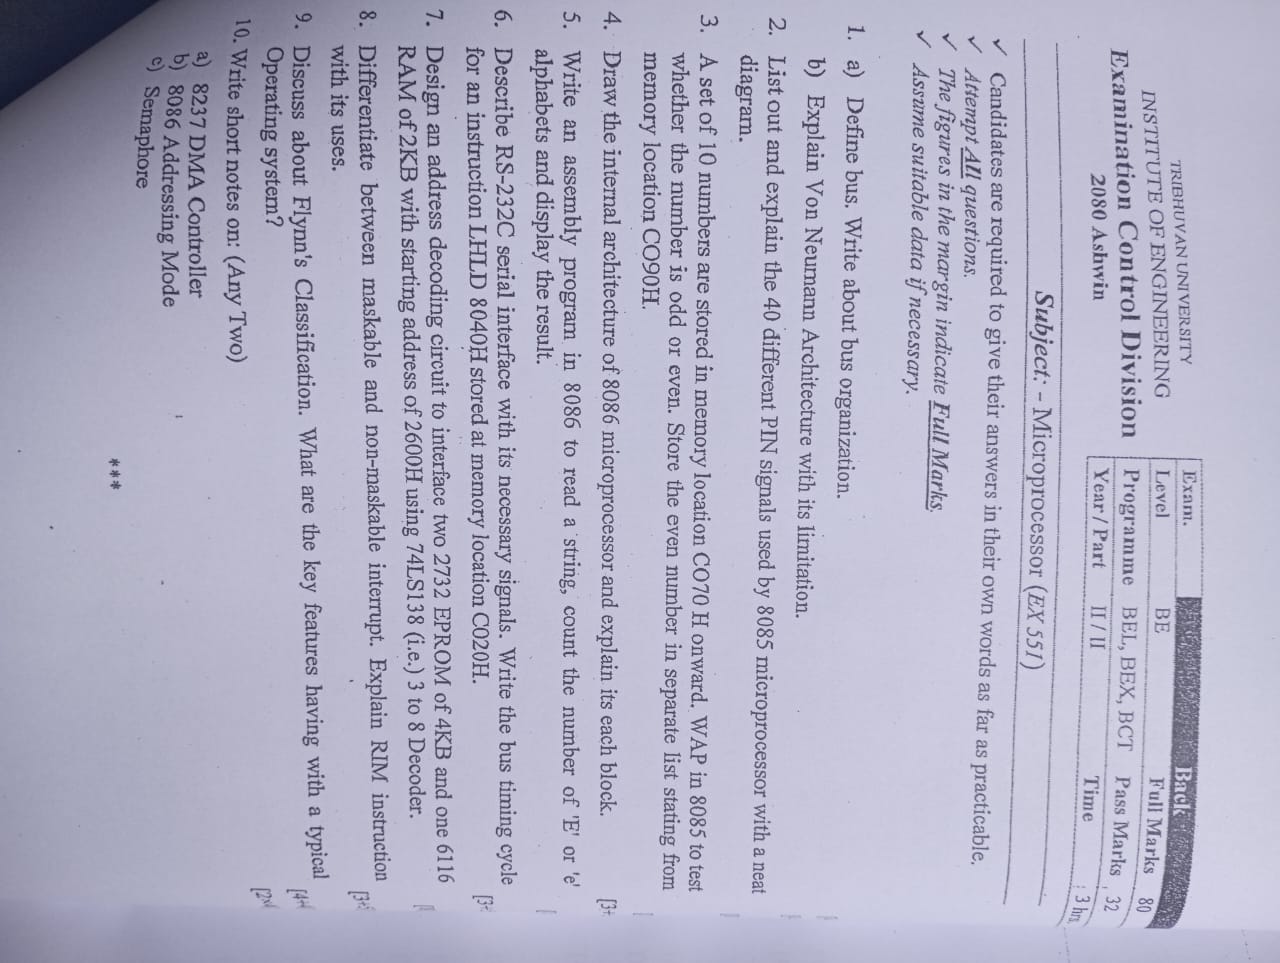 TRIBHUVAN UNIVERSITY
INSTITUTE OF ENGINEERING
Examination Control Division
2080 Ashwin
Exam. Back
Level BE Full Marks 80
Programme BEL, BEX, BCT Pass Marks 32
Year / Part II / II Time : 3 hrs.
Subject: - Microprocessor (EX 551)
✓ Candidates are required to give their answers in their own words as far as practicable.
✓ Attempt All questions.
✓ The figures in the margin indicate Full Marks.
✓ Assume suitable data if necessary.
1. a) Define bus. Write about bus organization.
b) Explain Von Neumann Architecture with its limitation.
2. List out and explain the 40 different PIN signals used by 8085 microprocessor with a neat
diagram.
3. A set of 10 numbers are stored in memory location CO70 H onward. WAP in 8085 to test
whether the number is odd or even. Store the even number in separate list stating from
memory location CO90H.
4. Draw the internal architecture of 8086 microprocessor and explain its each block. [3+
5. Write an assembly program in 8086 to read a string, count the number of 'E' or 'e'
alphabets and display the result.
6. Describe RS-232C serial interface with its necessary signals. Write the bus timing cycle
for an instruction LHLD 8040H stored at memory location C020H. [3+
7. Design an address decoding circuit to interface two 2732 EPROM of 4KB and one 6116
RAM of 2KB with starting address of 2600H using 74LS138 (i.e.) 3 to 8 Decoder.
8. Differentiate between maskable and non-maskable interrupt. Explain RIM instruction
with its uses. [3+
9. Discuss about Flynn's Classification. What are the key features having with a typical
Operating system? [4+
10. Write short notes on: (Any Two) [2×
a) 8237 DMA Controller
b) 8086 Addressing Mode
c) Semaphore
***